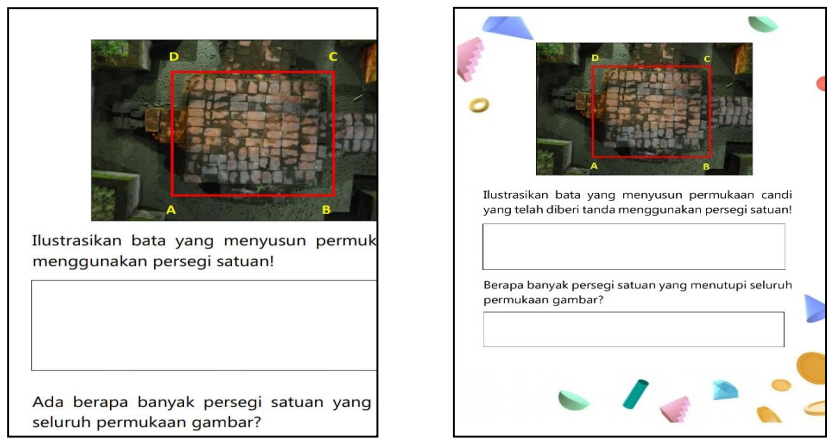 D C
A B
Ilustrasikan bata yang menyusun permuk
menggunakan persegi satuan!
Ada berapa banyak persegi satuan yang
seluruh permukaan gambar?
D C
A B
Ilustrasikan bata yang menyusun permukaan candi
yang telah diberi tanda menggunakan persegi satuan!
Berapa banyak persegi satuan yang menutupi seluruh
permukaan gambar?